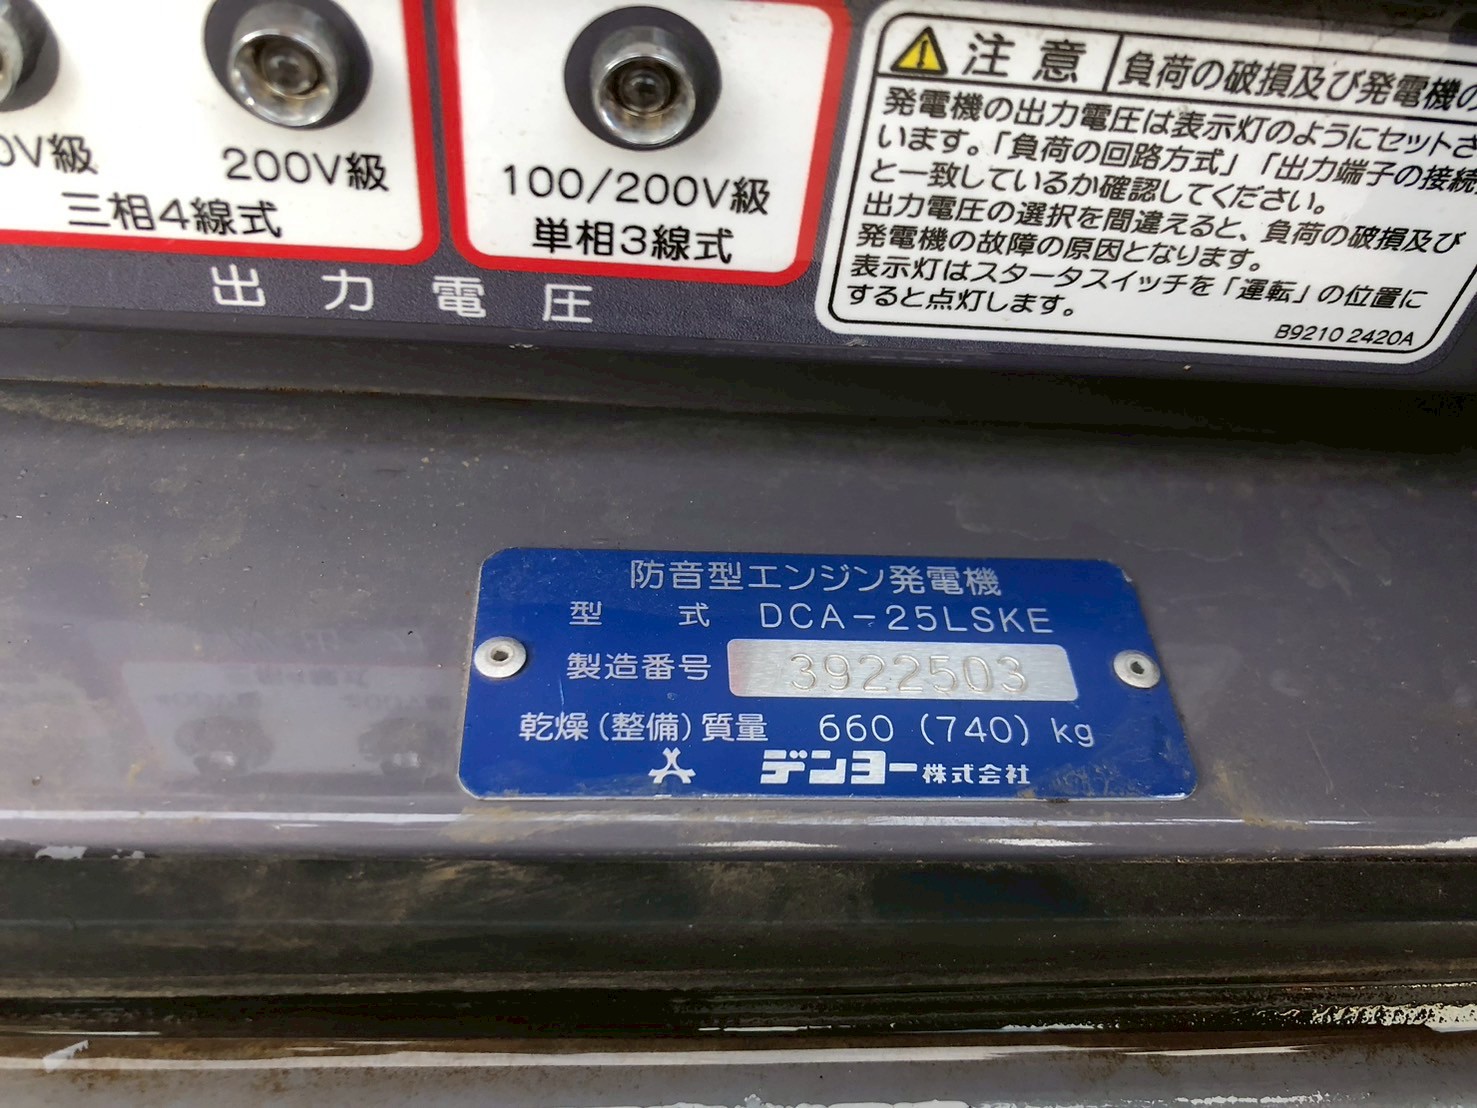 0V級
200V級
三相4線式
100/200V級
単相3線式
出力電圧
注意 負荷の破損及び発電機の
発電機の出力電圧は表示灯のようにセットさ
います。「負荷の回路方式」「出力端子の接続
と一致しているか確認してください。
出力電圧の選択を間違えると、負荷の破損及び
発電機の故障の原因となります。
表示灯はスタータスイッチを「運転」の位置に
すると点灯します。
B92102420A
防音型エンジン発電機
型式 DCA-25LSKE
製造番号 3922503
乾燥(整備)質量 660 (740) kg
デンヨー株式会社